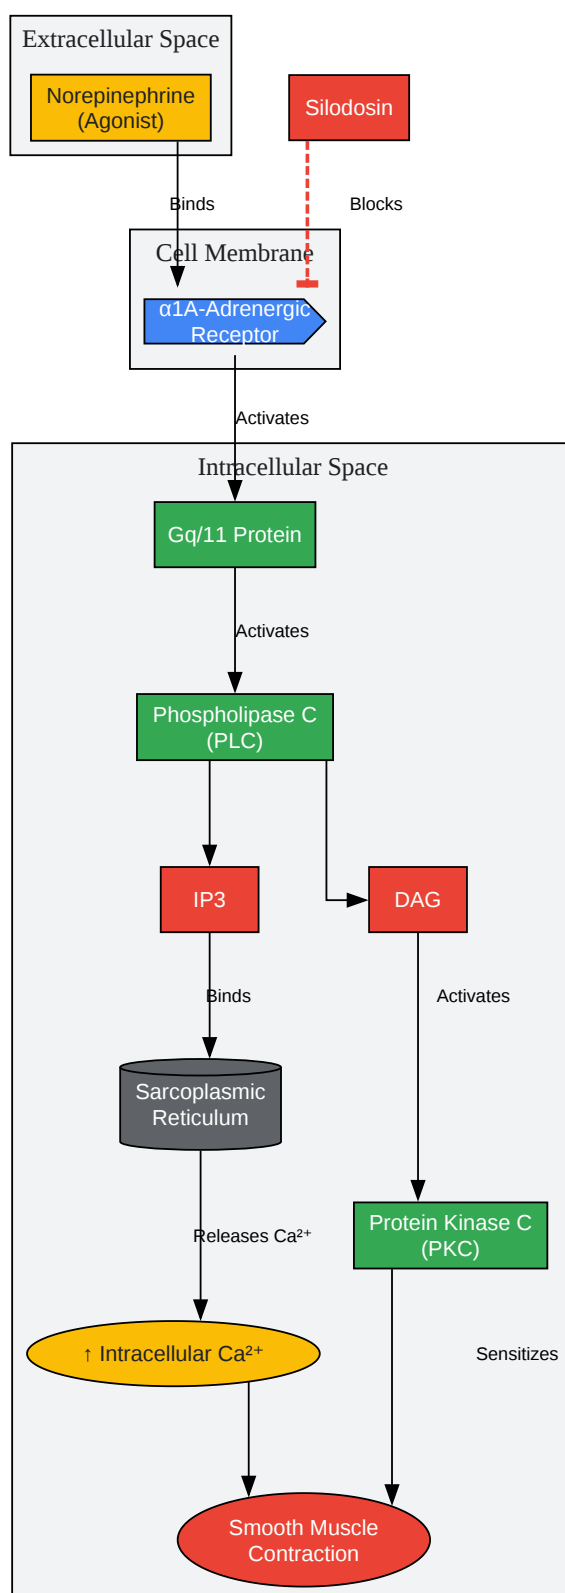 Extracellular Space
Norepinephrine
(Agonist)
Silodosin
Binds
Blocks
Cell Membrane
α1A-Adrenergic
Receptor
Activates
Intracellular Space
Gq/11 Protein
Activates
Phospholipase C
(PLC)
IP3
DAG
Binds
Activates
Sarcoplasmic
Reticulum
Protein Kinase C
(PKC)
Releases Ca²⁺
↑ Intracellular Ca²⁺
Sensitizes
Smooth Muscle
Contraction